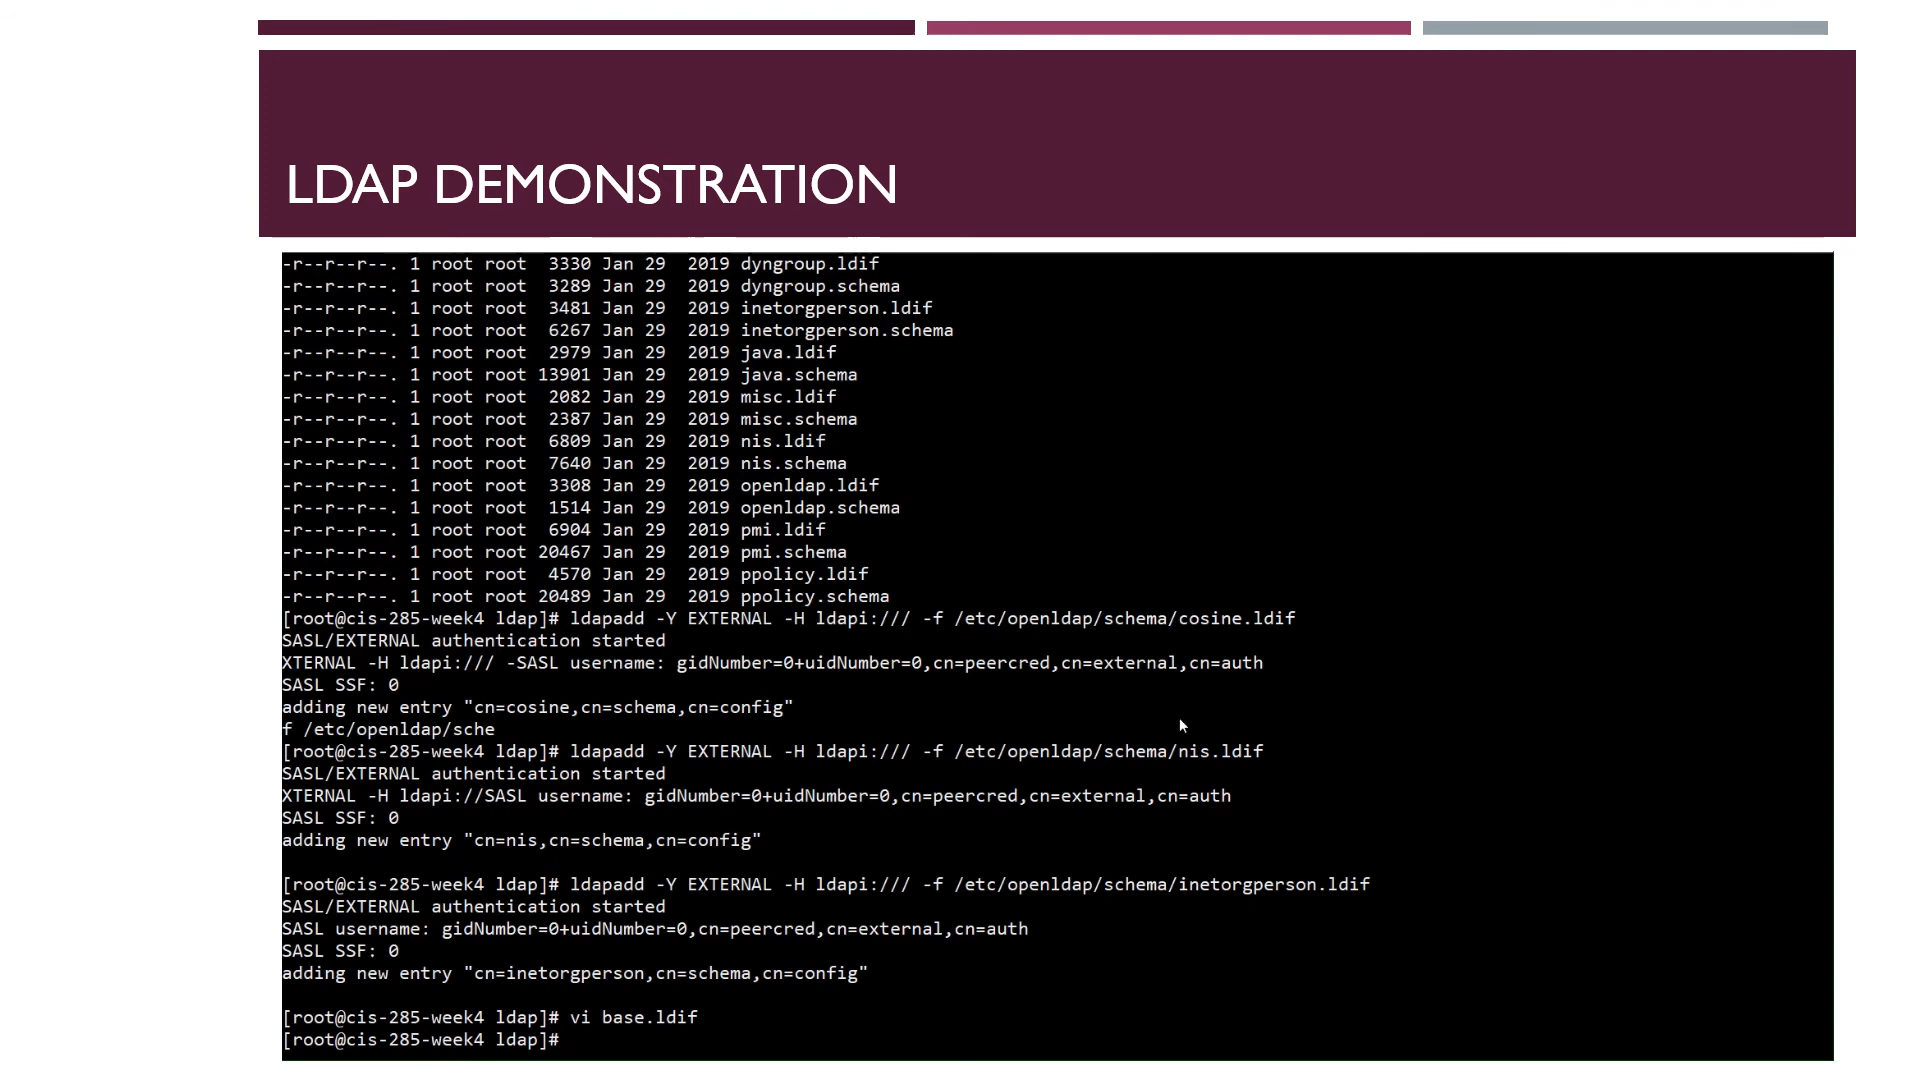 LDAP DEMONSTRATION
-r--r--r--. 1 root root  3330 Jan 29  2019 dyngroup.ldif
-r--r--r--. 1 root root  3289 Jan 29  2019 dyngroup.schema
-r--r--r--. 1 root root  3481 Jan 29  2019 inetorgperson.ldif
-r--r--r--. 1 root root  6267 Jan 29  2019 inetorgperson.schema
-r--r--r--. 1 root root  2979 Jan 29  2019 java.ldif
-r--r--r--. 1 root root 13901 Jan 29  2019 java.schema
-r--r--r--. 1 root root  2082 Jan 29  2019 misc.ldif
-r--r--r--. 1 root root  2387 Jan 29  2019 misc.schema
-r--r--r--. 1 root root  6809 Jan 29  2019 nis.ldif
-r--r--r--. 1 root root  7640 Jan 29  2019 nis.schema
-r--r--r--. 1 root root  3308 Jan 29  2019 openldap.ldif
-r--r--r--. 1 root root  1514 Jan 29  2019 openldap.schema
-r--r--r--. 1 root root  6904 Jan 29  2019 pmi.ldif
-r--r--r--. 1 root root 20467 Jan 29  2019 pmi.schema
-r--r--r--. 1 root root  4570 Jan 29  2019 ppolicy.ldif
-r--r--r--. 1 root root 20489 Jan 29  2019 ppolicy.schema
[root@cis-285-week4 ldap]# ldapadd -Y EXTERNAL -H ldapi:/// -f /etc/openldap/schema/cosine.ldif
SASL/EXTERNAL authentication started
XTERNAL -H ldapi:/// -SASL username: gidNumber=0+uidNumber=0,cn=peercred,cn=external,cn=auth
SASL SSF: 0
adding new entry "cn=cosine,cn=schema,cn=config"
f /etc/openldap/sche
[root@cis-285-week4 ldap]# ldapadd -Y EXTERNAL -H ldapi:/// -f /etc/openldap/schema/nis.ldif
SASL/EXTERNAL authentication started
XTERNAL -H ldapi://SASL username: gidNumber=0+uidNumber=0,cn=peercred,cn=external,cn=auth
SASL SSF: 0
adding new entry "cn=nis,cn=schema,cn=config"
[root@cis-285-week4 ldap]# ldapadd -Y EXTERNAL -H ldapi:/// -f /etc/openldap/schema/inetorgperson.ldif
SASL/EXTERNAL authentication started
SASL username: gidNumber=0+uidNumber=0,cn=peercred,cn=external,cn=auth
SASL SSF: 0
adding new entry "cn=inetorgperson,cn=schema,cn=config"
[root@cis-285-week4 ldap]# vi base.ldif
[root@cis-285-week4 ldap]#